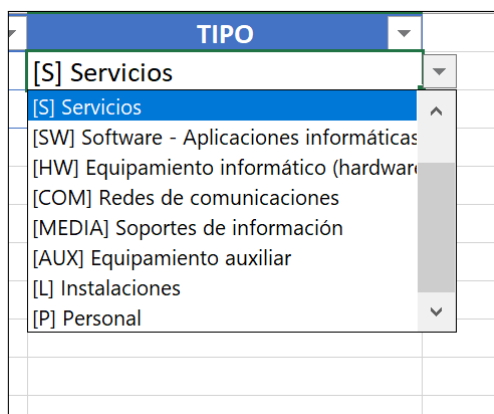 TIPO
[S] Servicios
[S] Servicios
[SW] Software - Aplicaciones informáticas
[HW] Equipamiento informático (hardware
[COM] Redes de comunicaciones
[MEDIA] Soportes de información
[AUX] Equipamiento auxiliar
[L] Instalaciones
[P] Personal